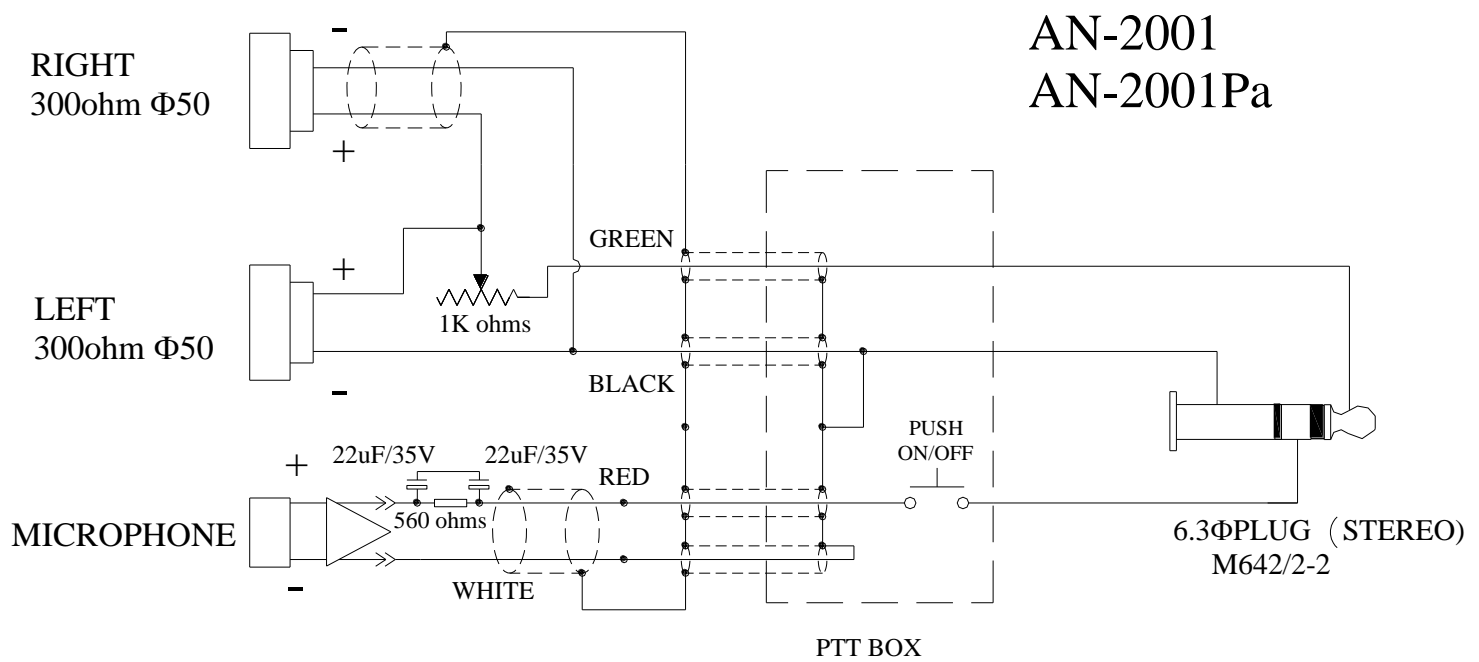 AN-2001
AN-2001Pa
-
RIGHT
300ohm Φ50
+
GREEN
+
LEFT
300ohm Φ50
1K ohms
-
BLACK
PUSH
ON/OFF
+
22uF/35V
22uF/35V
RED
MICROPHONE
560 ohms
-
WHITE
6.3ΦPLUG（STEREO)
M642/2-2
PTT BOX